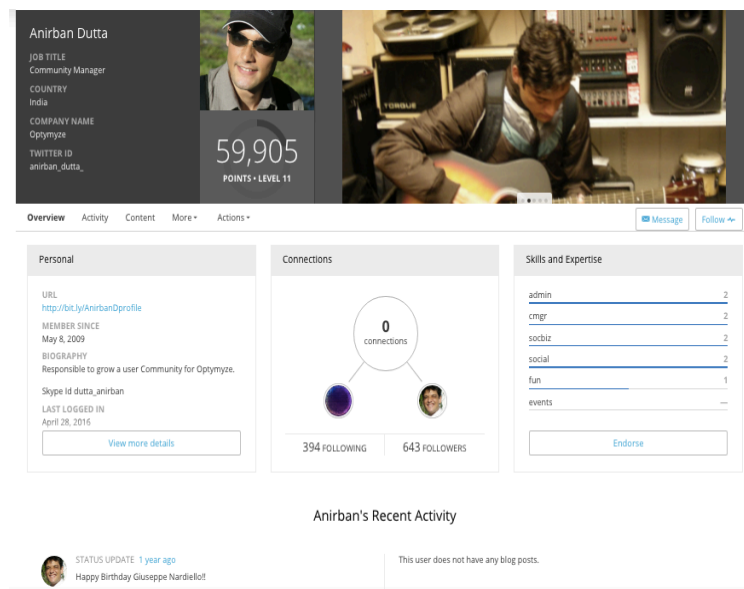 Anirban Dutta
JOB TITLE
Community Manager
COUNTRY
India
COMPANY NAME
Optymyze
TWITTER ID
anirban_dutta_
59,905
POINTS • LEVEL 11
TORQUE
Overview Activity Content More Actions
Message Follow
Personal
URL
http://bit.ly/AnirbanDprofile
MEMBER SINCE
May 8, 2009
BIOGRAPHY
Responsible to grow a user Community for Optymyze.
Skype Id dutta_anirban
LAST LOGGED IN
April 28, 2016
View more details
Connections
0
connections
394 FOLLOWING 643 FOLLOWERS
Skills and Expertise
admin 2
cmgr 2
socbiz 2
social 2
fun 1
events —
Endorse
Anirban's Recent Activity
STATUS UPDATE 1 year ago
Happy Birthday Giuseppe Nardiello!!
This user does not have any blog posts.